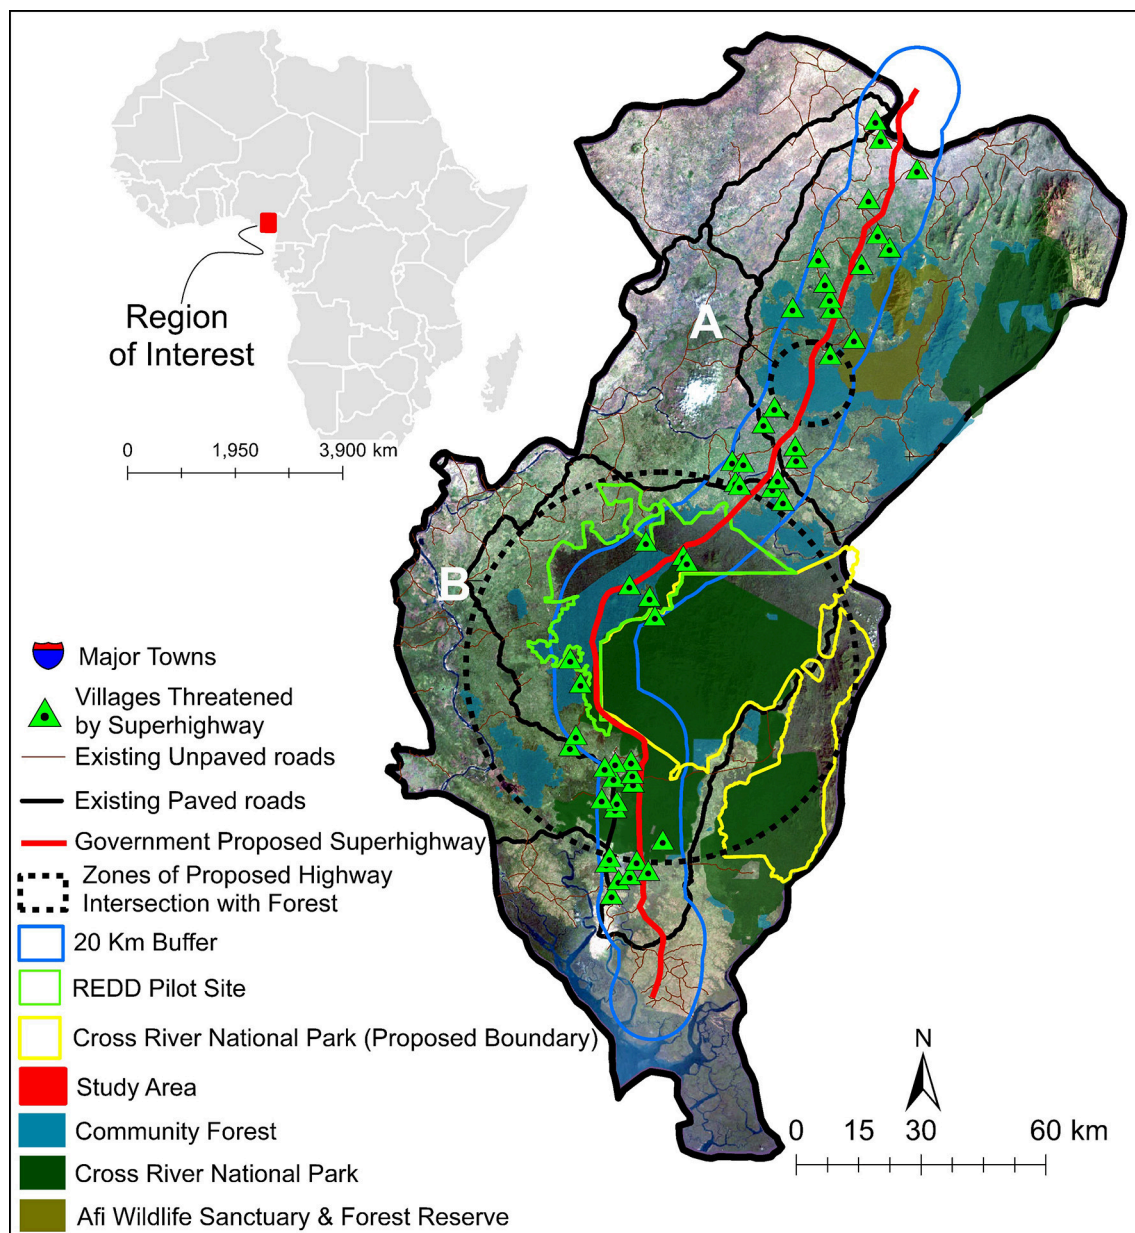 Region
of Interest
0 1,950 3,900 km
A
B
Major Towns
Villages Threatened
by Superhighway
Existing Unpaved roads
Existing Paved roads
Government Proposed Superhighway
Zones of Proposed Highway
Intersection with Forest
20 Km Buffer
REDD Pilot Site
Cross River National Park (Proposed Boundary)
Study Area
Community Forest
Cross River National Park
Afi Wildlife Sanctuary & Forest Reserve
N
0 15 30 60 km